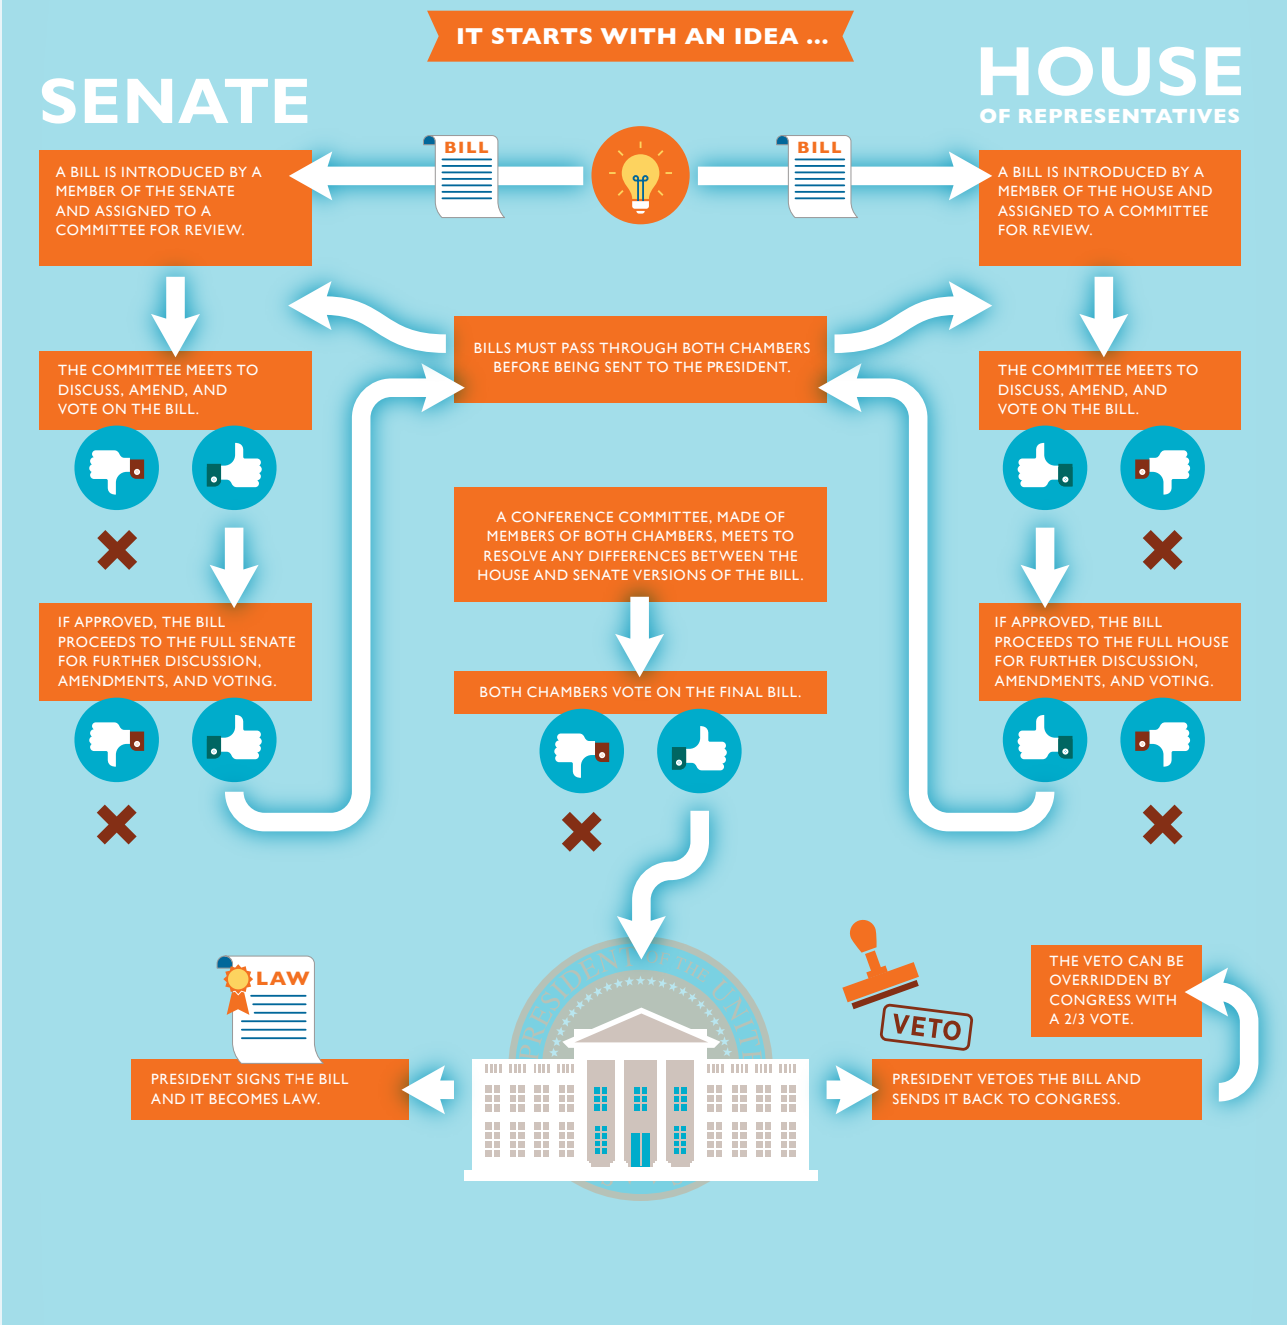 IT STARTS WITH AN IDEA ...
SENATE
HOUSE
OF REPRESENTATIVES
BILL
BILL
A BILL IS INTRODUCED BY A
MEMBER OF THE SENATE
AND ASSIGNED TO A
COMMITTEE FOR REVIEW.
A BILL IS INTRODUCED BY A
MEMBER OF THE HOUSE AND
ASSIGNED TO A COMMITTEE
FOR REVIEW.
BILLS MUST PASS THROUGH BOTH CHAMBERS
BEFORE BEING SENT TO THE PRESIDENT.
THE COMMITTEE MEETS TO
DISCUSS, AMEND, AND
VOTE ON THE BILL.
THE COMMITTEE MEETS TO
DISCUSS, AMEND, AND
VOTE ON THE BILL.
A CONFERENCE COMMITTEE, MADE OF
MEMBERS OF BOTH CHAMBERS, MEETS TO
RESOLVE ANY DIFFERENCES BETWEEN THE
HOUSE AND SENATE VERSIONS OF THE BILL.
IF APPROVED, THE BILL
PROCEEDS TO THE FULL SENATE
FOR FURTHER DISCUSSION,
AMENDMENTS, AND VOTING.
IF APPROVED, THE BILL
PROCEEDS TO THE FULL HOUSE
FOR FURTHER DISCUSSION,
AMENDMENTS, AND VOTING.
BOTH CHAMBERS VOTE ON THE FINAL BILL.
PRESIDENT OF THE UNIT
LAW
VETO
THE VETO CAN BE
OVERRIDDEN BY
CONGRESS WITH
A 2/3 VOTE.
PRESIDENT SIGNS THE BILL
AND IT BECOMES LAW.
PRESIDENT VETOES THE BILL AND
SENDS IT BACK TO CONGRESS.